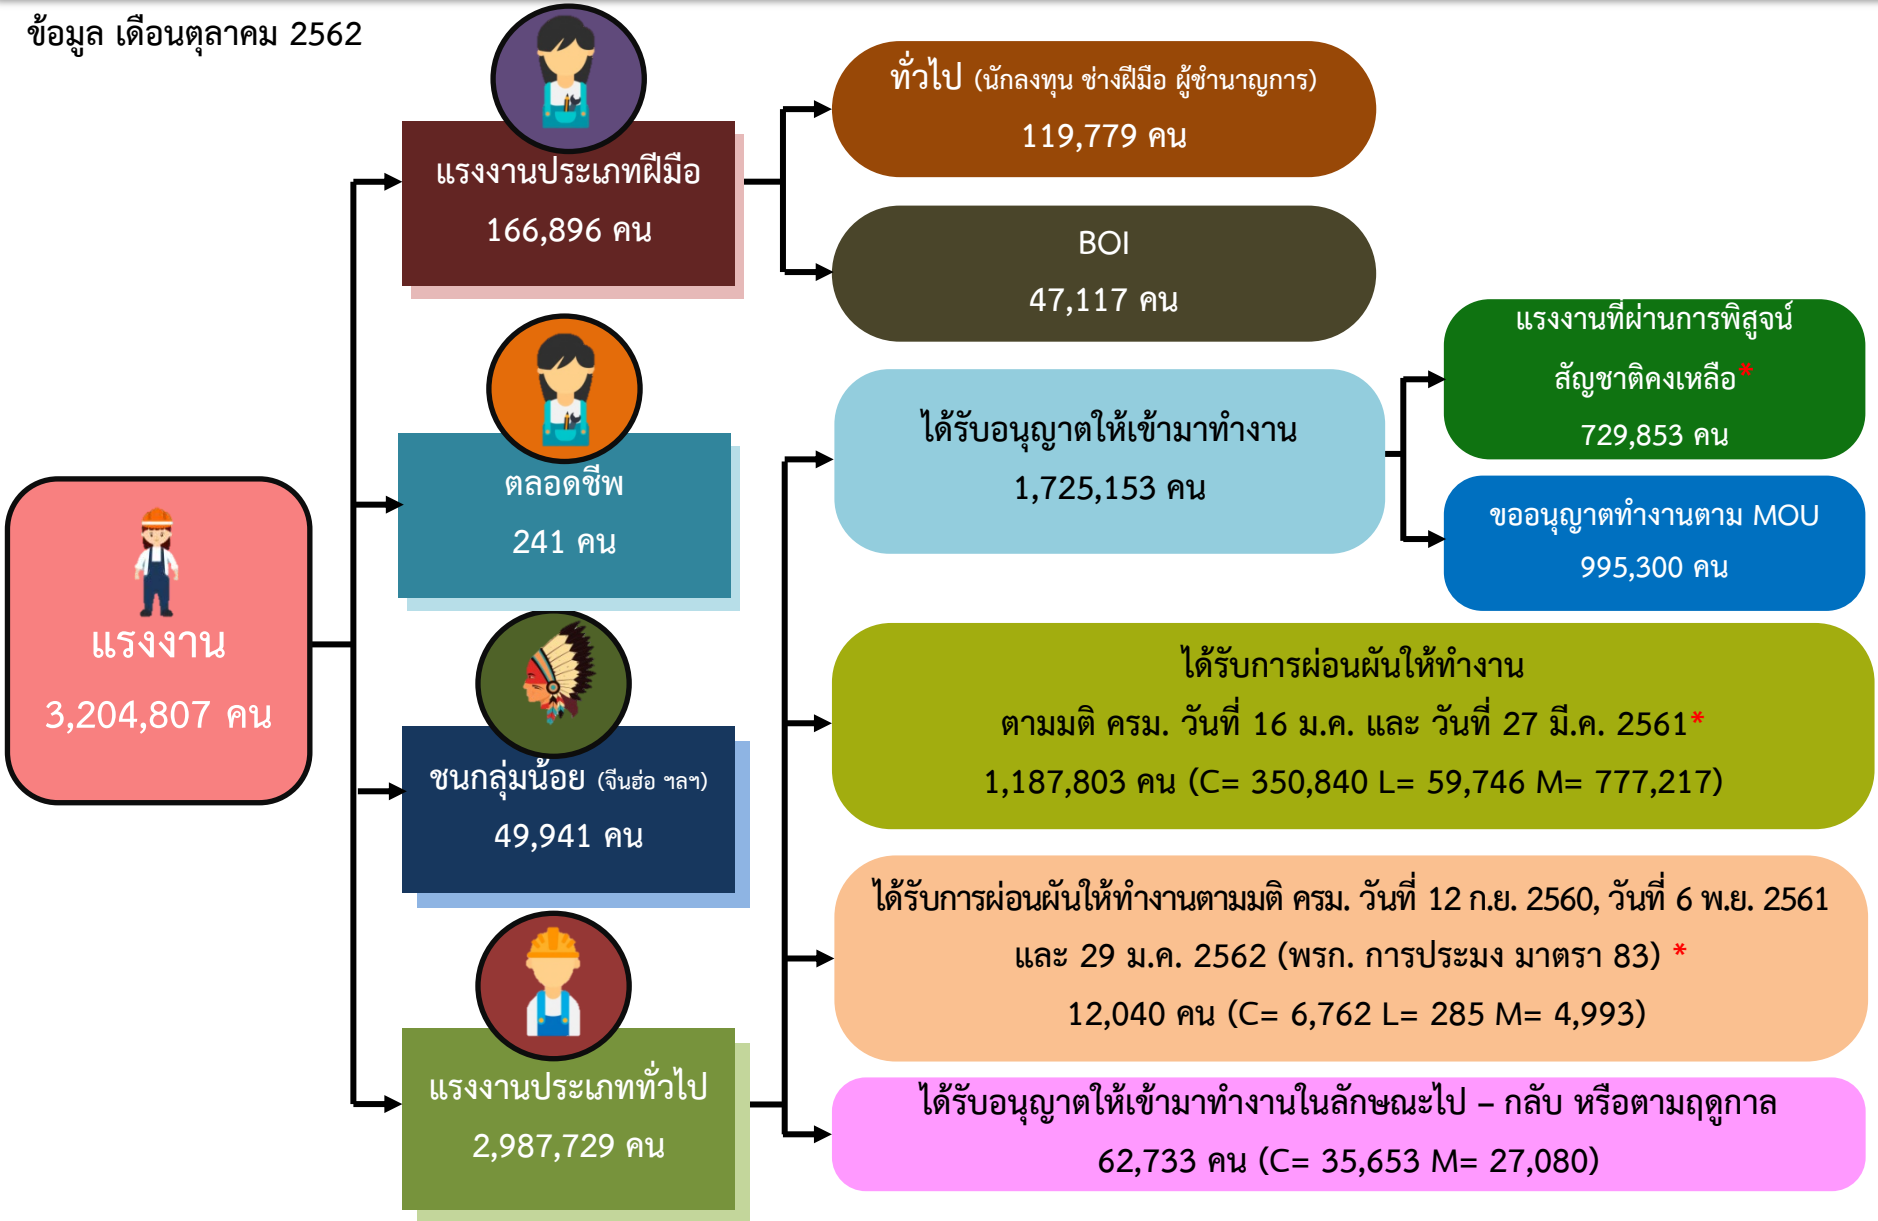 ข้อมูล เดือนตุลาคม 2562
แรงงาน
3,204,807 คน
แรงงานประเภทฝีมือ
166,896 คน
ทั่วไป (นักลงทุน ช่างฝีมือ ผู้ชำนาญการ)
119,779 คน
BOI
47,117 คน
ตลอดชีพ
241 คน
ชนกลุ่มน้อย (จีนฮ่อ ฯลฯ)
49,941 คน
แรงงานประเภททั่วไป
2,987,729 คน
ได้รับอนุญาตให้เข้ามาทำงาน
1,725,153 คน
แรงงานที่ผ่านการพิสูจน์
สัญชาติคงเหลือ*
729,853 คน
ขออนุญาตทำงานตาม MOU
995,300 คน
ได้รับการผ่อนผันให้ทำงาน
ตามมติ ครม. วันที่ 16 ม.ค. และ วันที่ 27 มี.ค. 2561*
1,187,803 คน (C= 350,840 L= 59,746 M= 777,217)
ได้รับการผ่อนผันให้ทำงานตามมติ ครม. วันที่ 12 ก.ย. 2560, วันที่ 6 พ.ย. 2561
และ 29 ม.ค. 2562 (พรก. การประมง มาตรา 83) *
12,040 คน (C= 6,762 L= 285 M= 4,993)
ได้รับอนุญาตให้เข้ามาทำงานในลักษณะไป – กลับ หรือตามฤดูกาล
62,733 คน (C= 35,653 M= 27,080)